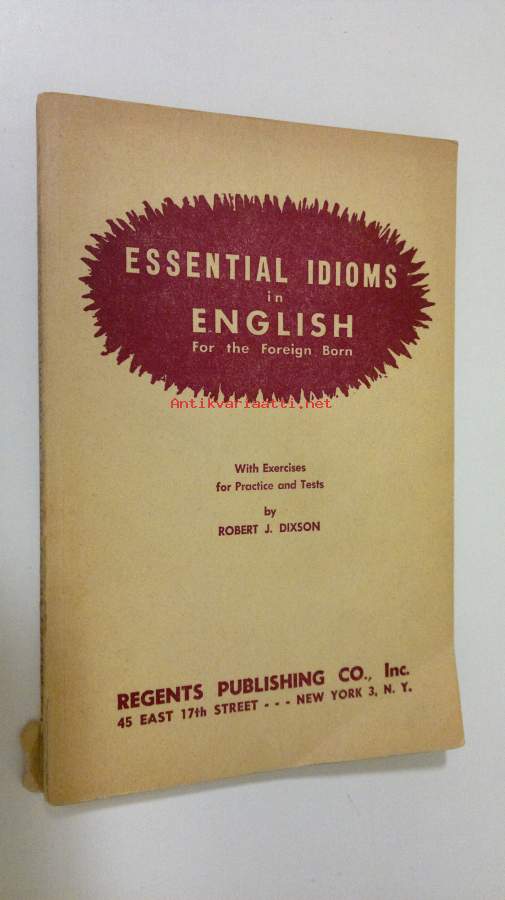 ESSENTIAL IDIOMS
in
ENGLISH
For the Foreign Born
Antikvariaatti.net
With Exercises
for Practice and Tests
by
ROBERT J. DIXSON
REGENTS PUBLISHING CO., Inc.
45 EAST 17th STREET - - - NEW YORK 3, N. Y.